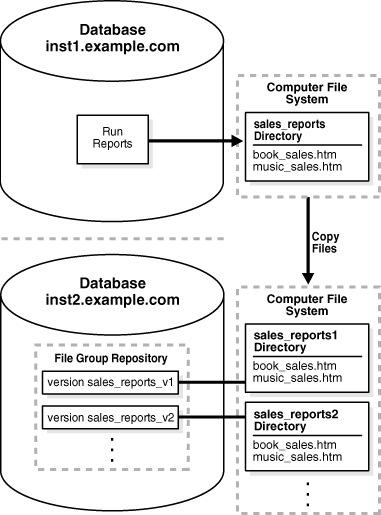 Database
inst1.example.com
Run
Reports
Computer File
System
sales_reports
Directory
book_sales.htm
music_sales.htm
Copy
Files
Database
inst2.example.com
File Group Repository
version sales_reports_v1
version sales_reports_v2
Computer File
System
sales_reports1
Directory
book_sales.htm
music_sales.htm
sales_reports2
Directory
book_sales.htm
music_sales.htm